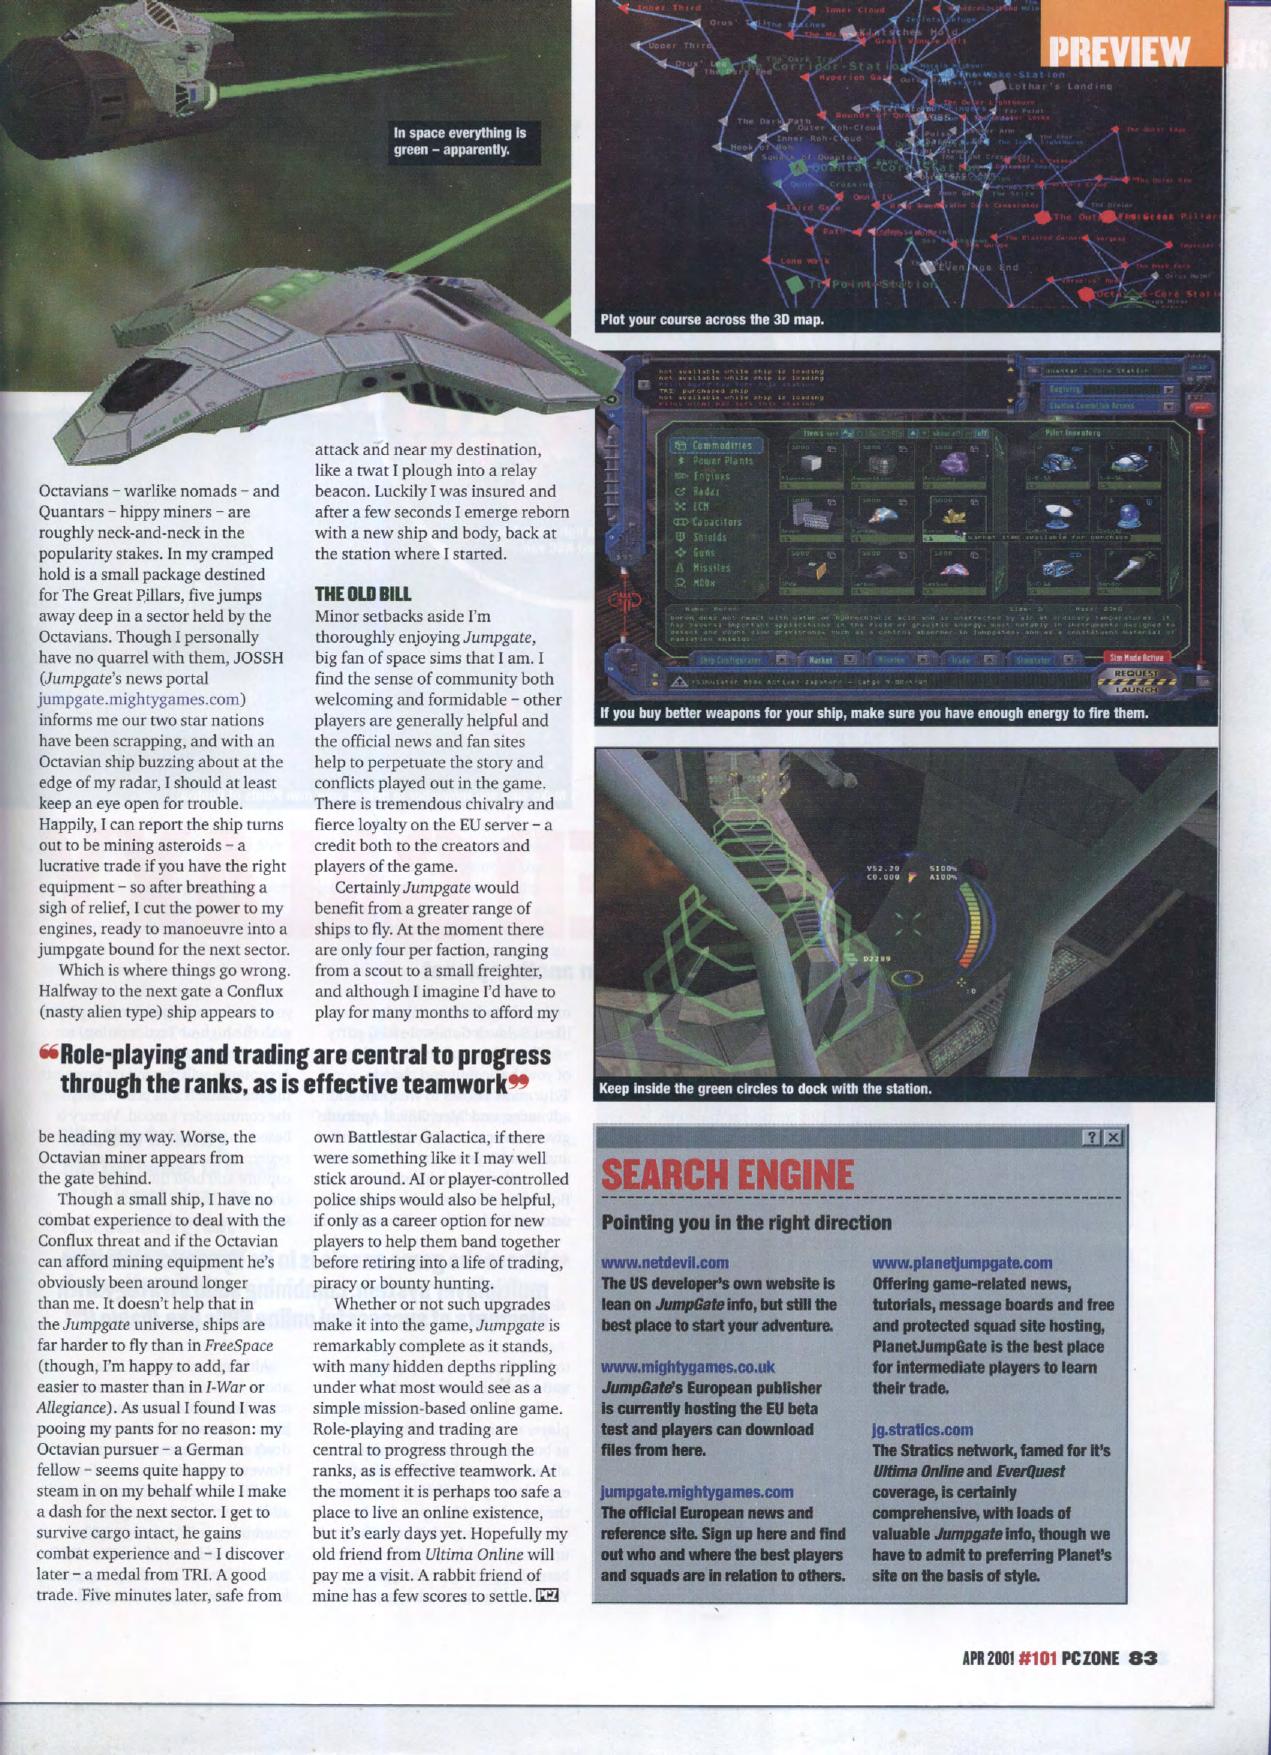 PREVIEW
In space everything is
green – apparently.
Plot your course across the 3D map.
If you buy better weapons for your ship, make sure you have enough energy to fire them.
Keep inside the green circles to dock with the station.
Octavians – warlike nomads – and
Quantars – hippy miners – are
roughly neck-and-neck in the
popularity stakes. In my cramped
hold is a small package destined
for The Great Pillars, five jumps
away deep in a sector held by the
Octavians. Though I personally
have no quarrel with them, JOSSH
(Jumpgate's news portal
jumpgate.mightygames.com)
informs me our two star nations
have been scrapping, and with an
Octavian ship buzzing about at the
edge of my radar, I should at least
keep an eye open for trouble.
Happily, I can report the ship turns
out to be mining asteroids – a
lucrative trade if you have the right
equipment – so after breathing a
sigh of relief, I cut the power to my
engines, ready to manoeuvre into a
jumpgate bound for the next sector.
Which is where things go wrong.
Halfway to the next gate a Conflux
(nasty alien type) ship appears to
be heading my way. Worse, the
Octavian miner appears from
the gate behind.
Though a small ship, I have no
combat experience to deal with the
Conflux threat and if the Octavian
can afford mining equipment he's
obviously been around longer
than me. It doesn't help that in
the Jumpgate universe, ships are
far harder to fly than in FreeSpace
(though, I'm happy to add, far
easier to master than in I-War or
Allegiance). As usual I found I was
pooing my pants for no reason: my
Octavian pursuer – a German
fellow – seems quite happy to
steam in on my behalf while I make
a dash for the next sector. I get to
survive cargo intact, he gains
combat experience and – I discover
later – a medal from TRI. A good
trade. Five minutes later, safe from
attack and near my destination,
like a twat I plough into a relay
beacon. Luckily I was insured and
after a few seconds I emerge reborn
with a new ship and body, back at
the station where I started.
THE OLD BILL
Minor setbacks aside I'm
thoroughly enjoying Jumpgate,
big fan of space sims that I am. I
find the sense of community both
welcoming and formidable – other
players are generally helpful and
the official news and fan sites
help to perpetuate the story and
conflicts played out in the game.
There is tremendous chivalry and
fierce loyalty on the EU server – a
credit both to the creators and
players of the game.
Certainly Jumpgate would
benefit from a greater range of
ships to fly. At the moment there
are only four per faction, ranging
from a scout to a small freighter,
and although I imagine I'd have to
play for many months to afford my
own Battlestar Galactica, if there
were something like it I may well
stick around. AI or player-controlled
police ships would also be helpful,
if only as a career option for new
players to help them band together
before retiring into a life of trading,
piracy or bounty hunting.
Whether or not such upgrades
make it into the game, Jumpgate is
remarkably complete as it stands,
with many hidden depths rippling
under what most would see as a
simple mission-based online game.
Role-playing and trading are
central to progress through the
ranks, as is effective teamwork. At
the moment it is perhaps too safe a
place to live an online existence,
but it's early days yet. Hopefully my
old friend from Ultima Online will
pay me a visit. A rabbit friend of
mine has a few scores to settle. PCZ
“Role-playing and trading are central to progress
through the ranks, as is effective teamwork”
SEARCH ENGINE
Pointing you in the right direction
www.netdevil.com
The US developer's own website is
lean on JumpGate info, but still the
best place to start your adventure.
www.mightygames.co.uk
JumpGate's European publisher
is currently hosting the EU beta
test and players can download
files from here.
jumpgate.mightygames.com
The official European news and
reference site. Sign up here and find
out who and where the best players
and squads are in relation to others.
www.planetjumpgate.com
Offering game-related news,
tutorials, message boards and free
and protected squad site hosting,
PlanetJumpGate is the best place
for intermediate players to learn
their trade.
jg.stratics.com
The Stratics network, famed for it's
Ultima Online and EverQuest
coverage, is certainly
comprehensive, with loads of
valuable Jumpgate info, though we
have to admit to preferring Planet's
site on the basis of style.
Commodities
Power Plants
Engines
Radar
ECM
Capacitors
Shields
Guns
Missiles
MODx
Pilot Inventory
Sim Mode Active
REQUEST
LAUNCH
Lothar's Landing
Evenings End
Long Walk
The Dark Path
Hyperion Gate
V52.20 S100%
C0.000 A100%
D2209
APR 2001 #101 PCZONE 83